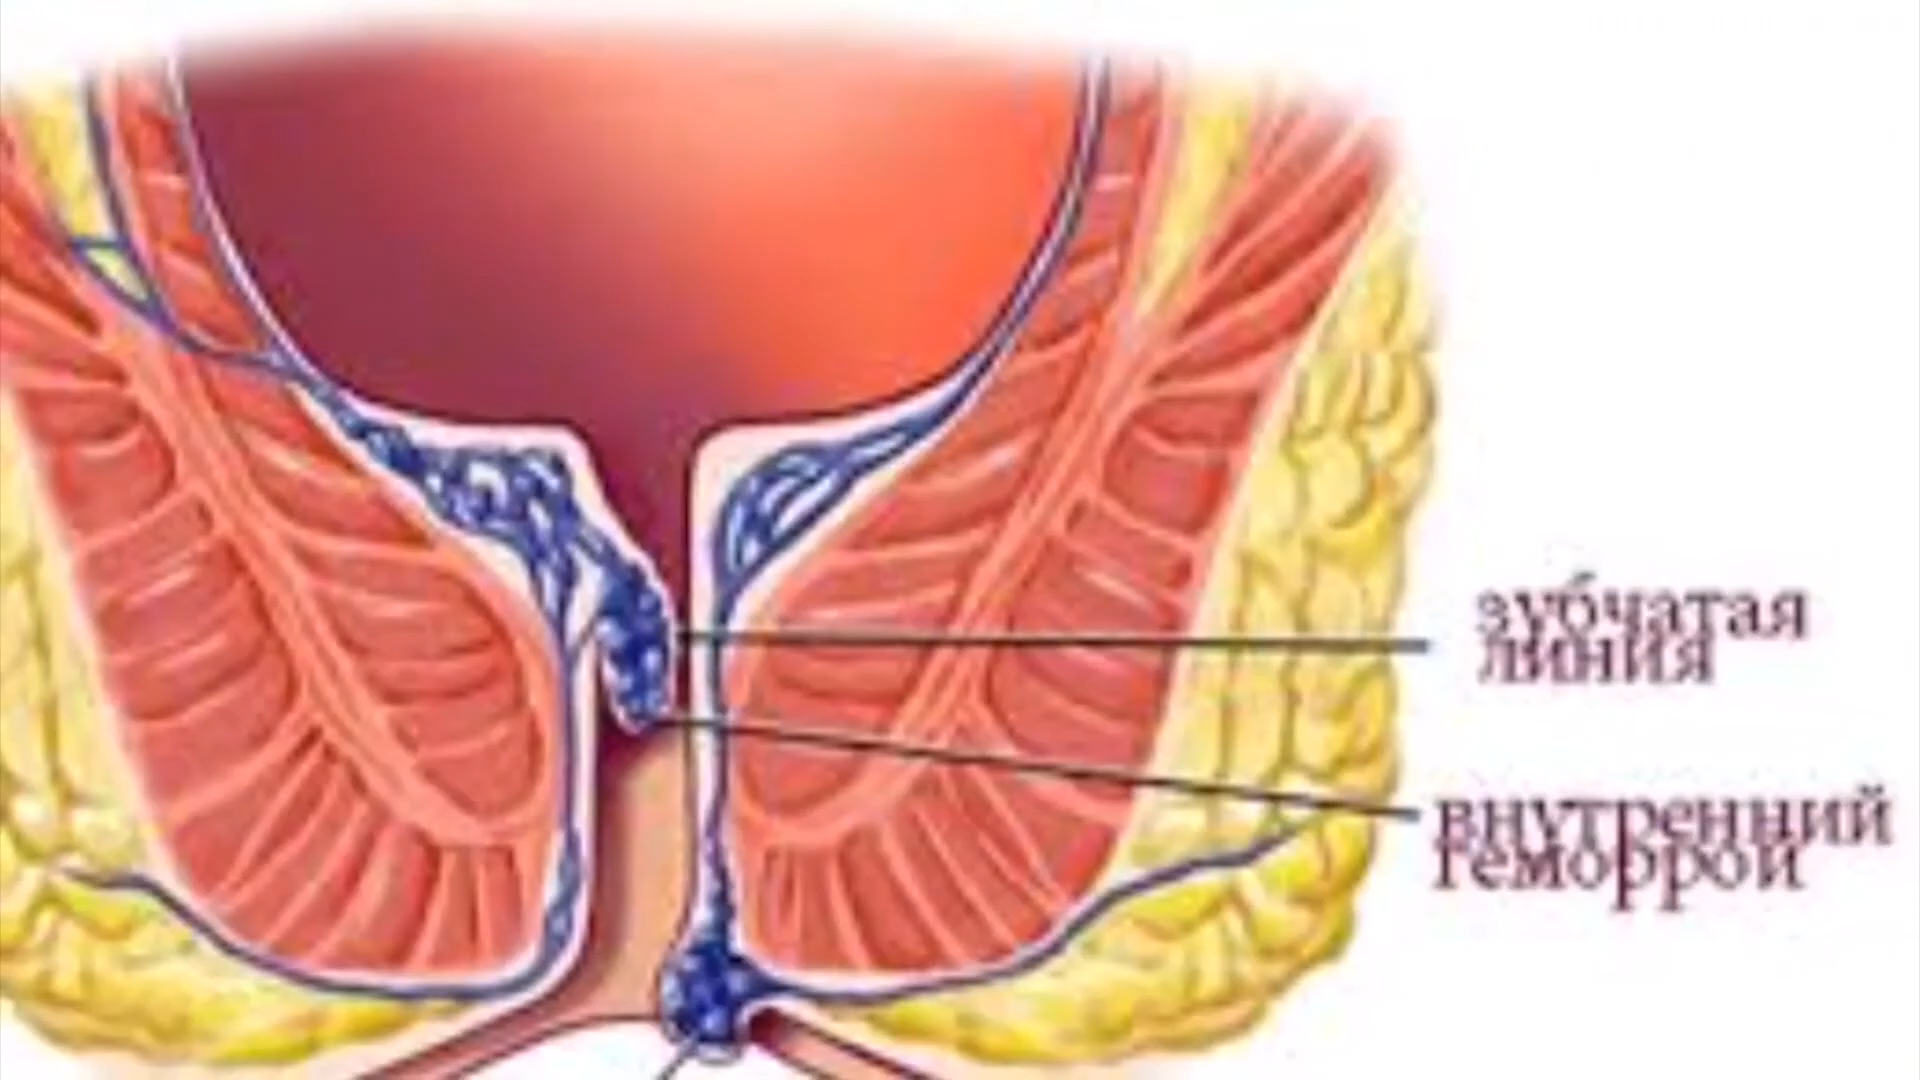 зубчатая
линия
внутренний
геморрой